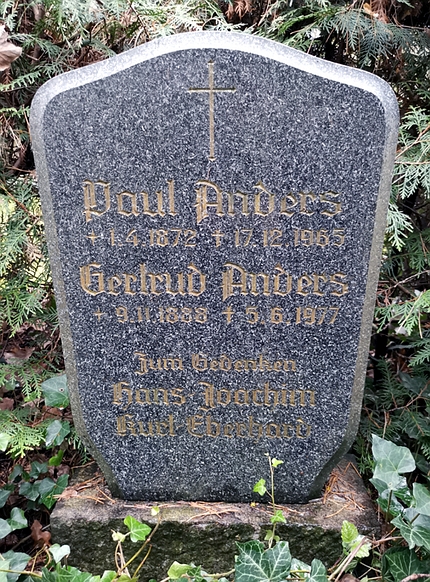 Paul Anders
* 1.4.1872 † 17.12.1965
Gertrud Anders
* 9.11.1888 † 5.6.1977
Zum Gedenken
Hans Joachim
Kurt Eberhard